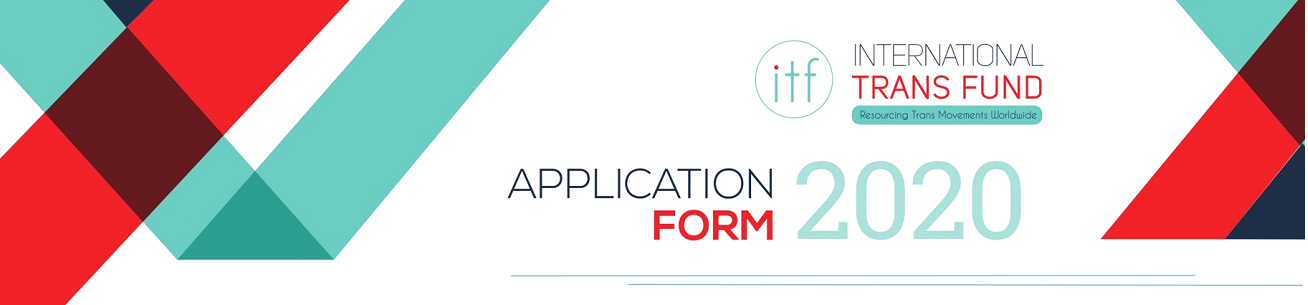 itf
INTERNATIONAL
TRANS FUND
Resourcing Trans Movements Worldwide
APPLICATION
FORM
2020